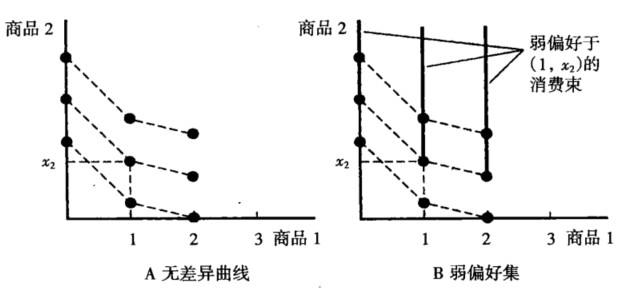 商品 2
x₂
1
2
3 商品 1
A 无差异曲线
商品 2
弱偏好于
(1, x₂)的
消费束
x₂
1
2
3 商品 1
B 弱偏好集